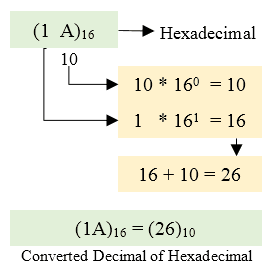 (1 A)₁₆ Hexadecimal
10
10 * 16⁰ = 10
1 * 16¹ = 16
16 + 10 = 26
(1A)₁₆ = (26)₁₀
Converted Decimal of Hexadecimal